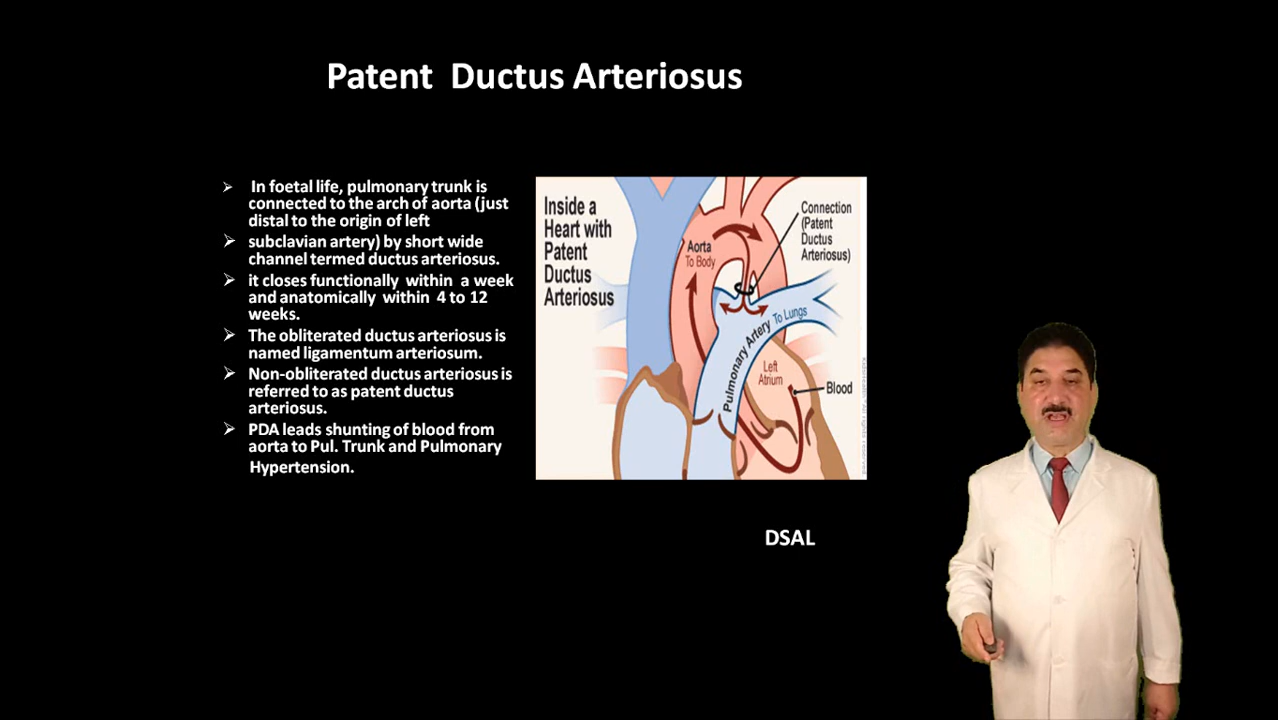 Patent Ductus Arteriosus
In foetal life, pulmonary trunk is
connected to the arch of aorta (just
distal to the origin of left
subclavian artery) by short wide
channel termed ductus arteriosus.
it closes functionally within a week
and anatomically within 4 to 12
weeks.
The obliterated ductus arteriosus is
named ligamentum arteriosum.
Non-obliterated ductus arteriosus is
referred to as patent ductus
arteriosus.
PDA leads shunting of blood from
aorta to Pul. Trunk and Pulmonary
Hypertension.
Inside a
Heart with
Patent
Ductus
Arteriosus
Aorta
To Body
Connection
(Patent
Ductus
Arteriosus)
Pulmonary Artery
To Lungs
Left
Atrium
Blood
DSAL